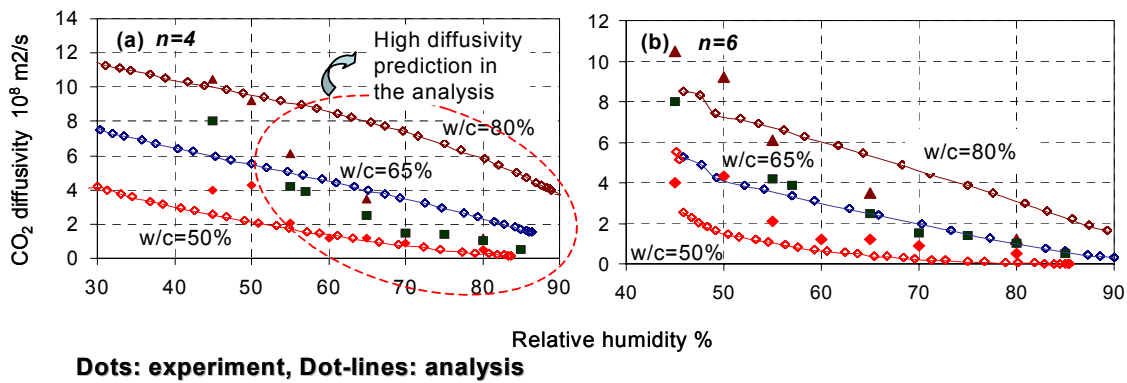 (a) n=4
High diffusivity
prediction in
the analysis
w/c=80%
w/c=65%
w/c=50%
14
12
10
8
6
4
2
0
30 40 50 60 70 80 90
CO2 diffusivity 10^8 m2/s
(b) n=6
w/c=65%
w/c=80%
w/c=50%
12
10
8
6
4
2
0
40 50 60 70 80 90
Relative humidity %
Dots: experiment, Dot-lines: analysis